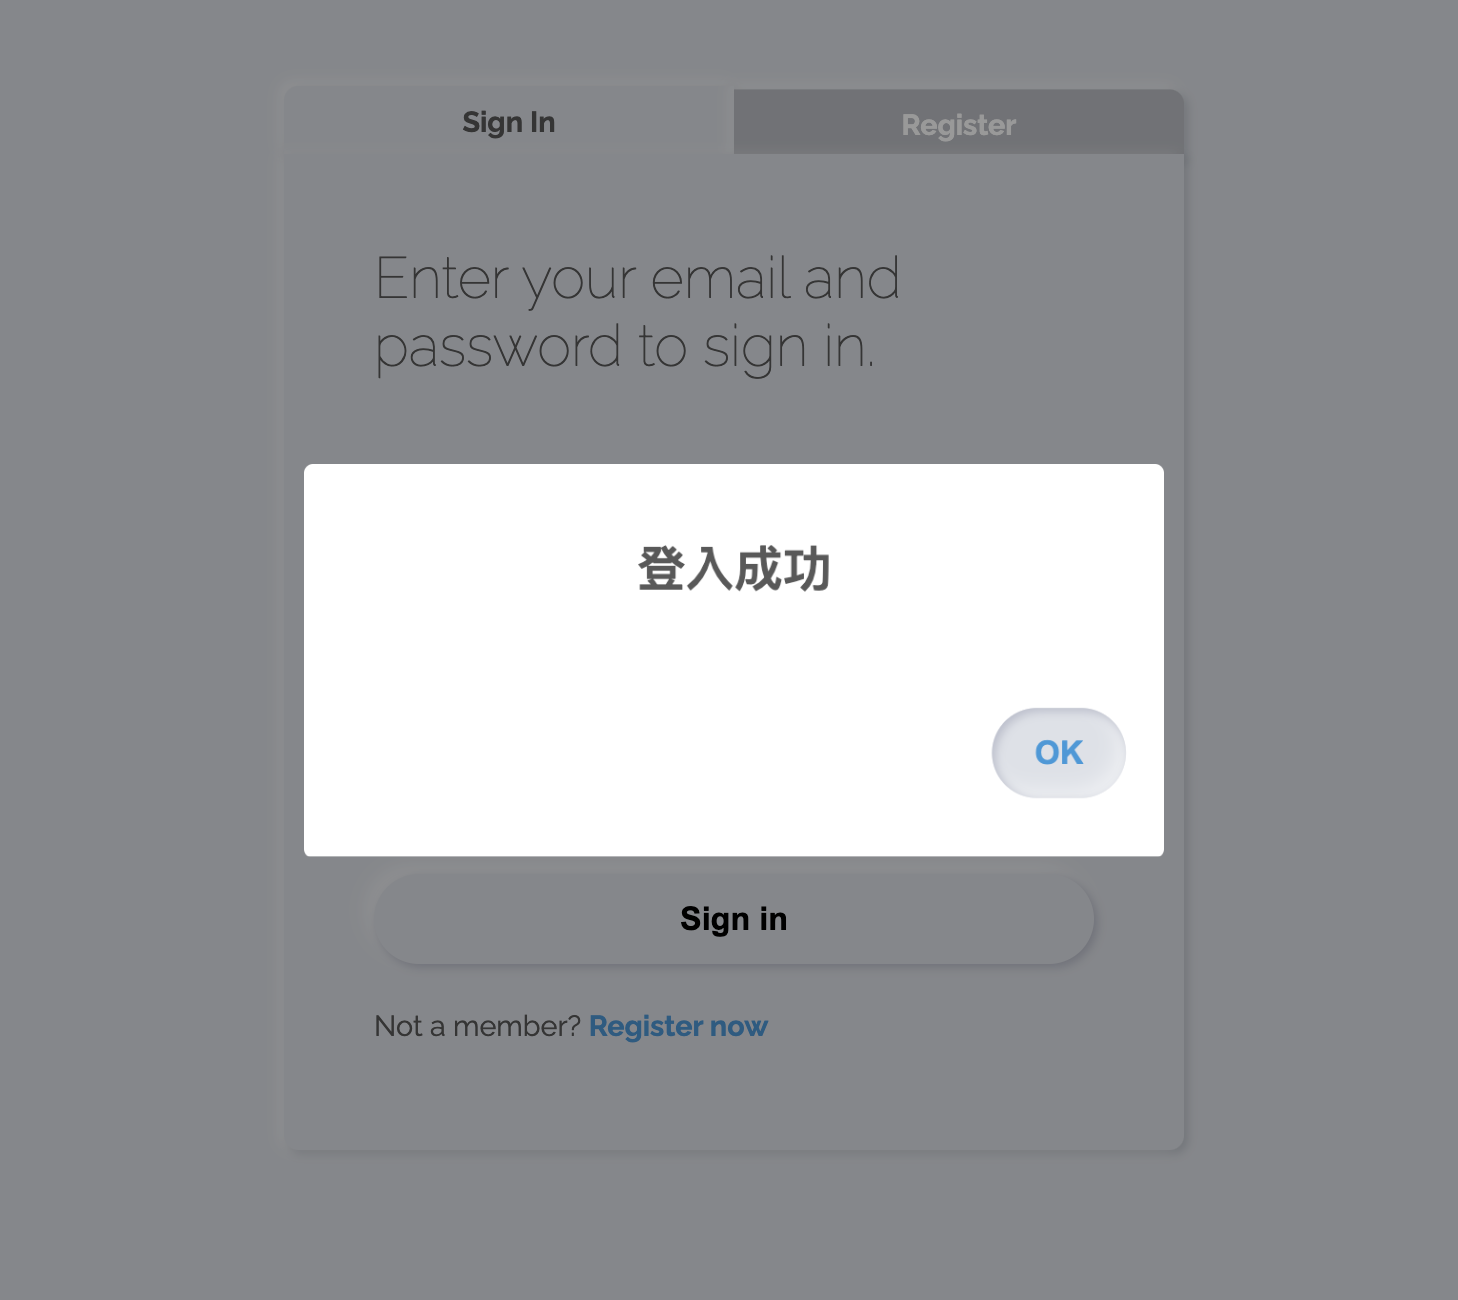 Sign In
Register
Enter your email and
password to sign in.
登入成功
OK
Sign in
Not a member? Register now